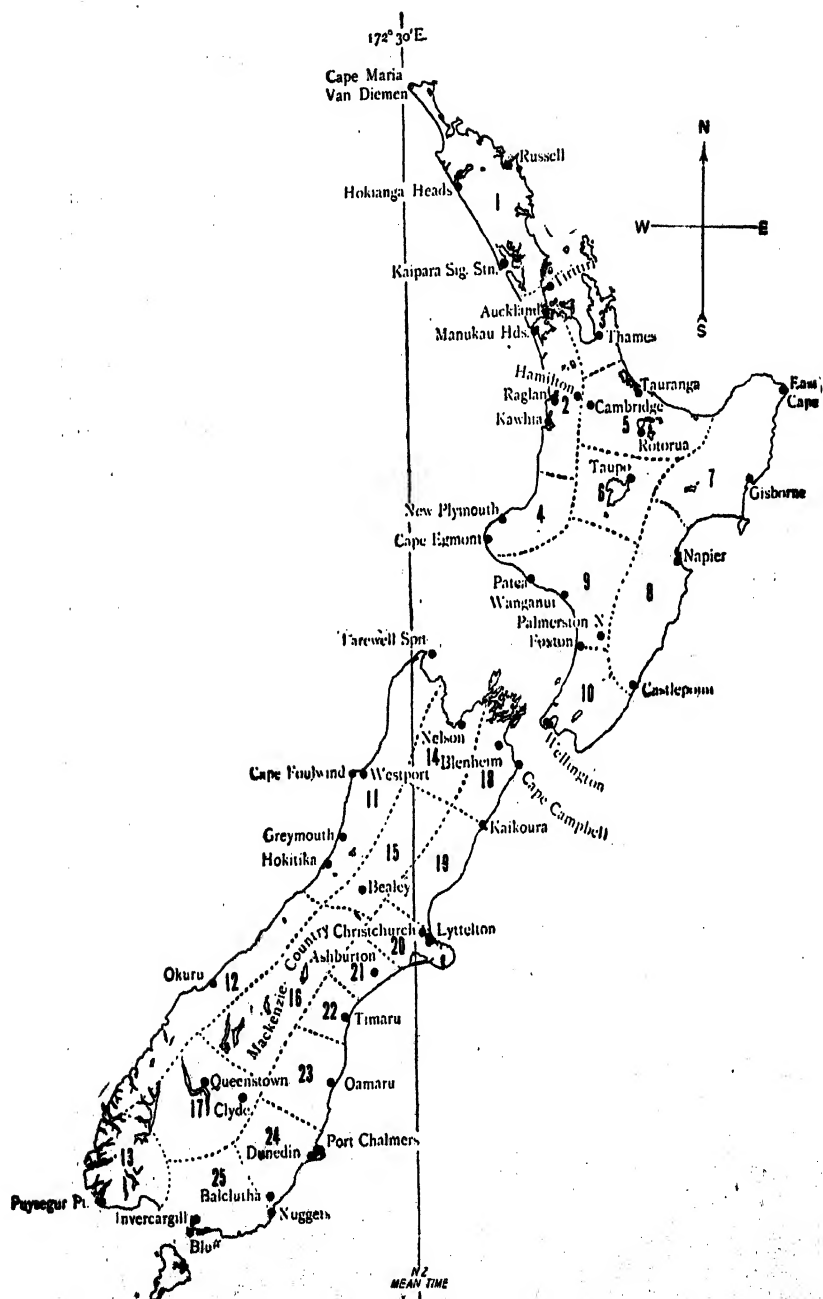 172° 30'E.
Cape Maria
Van Diemen
N
Russell
Hokianga Heads
1
W
E
Kaipara Sig. Stn.
Tiritiri
Auckland
S
Manukau Hds.
Thames
Hamilton
Tauranga
East
Cape
Raglan
2
Cambridge
Kawhia
5
Rotorua
Taupo
7
6
Gisborne
New Plymouth
4
Cape Egmont
Napier
Patea
9
8
Wanganui
Palmerston N
Foxton
Farewell Spit
10
Castlepoint
Nelson
14
Blenheim
Wellington
Cape Foulwind
Westport
18
11
Cape Campbell
Greymouth
Kaikoura
Hokitika
15
19
Bealey
Christchurch
Lyttelton
20
Mackenzie Country
Ashburton
21
Okuru
12
16
22
Timaru
Queenstown
23
Oamaru
17
Clyde
24
Port Chalmers
Dunedin
13
25
Puysegur Pt.
Balclutha
Invercargill
Nuggets
Bluff
NZ
MEAN TIME